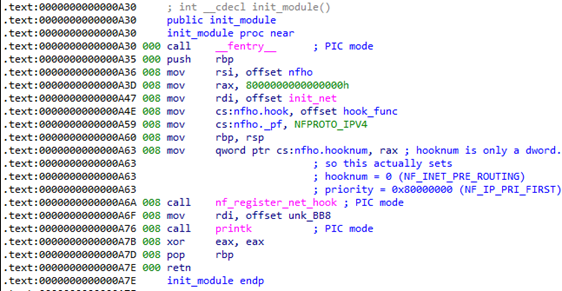 .text:0000000000000A30 ; int __cdecl init_module()
.text:0000000000000A30 public init_module
.text:0000000000000A30 init_module proc near
.text:0000000000000A30 000 call __fentry__ ; PIC mode
.text:0000000000000A35 000 push rbp
.text:0000000000000A36 008 mov rsi, offset nfho
.text:0000000000000A3D 008 mov rax, 8000000000000000h
.text:0000000000000A47 008 mov rdi, offset init_net
.text:0000000000000A4E 008 mov cs:nfho.hook, offset hook_func
.text:0000000000000A59 008 mov cs:nfho._pf, NFPROTO_IPV4
.text:0000000000000A60 008 mov rbp, rsp
.text:0000000000000A63 008 mov qword ptr cs:nfho.hooknum, rax ; hooknum is only a dword.
.text:0000000000000A63 ; so this actually sets
.text:0000000000000A63 ; hooknum = 0 (NF_INET_PRE_ROUTING)
.text:0000000000000A63 ; priority = 0x80000000 (NF_IP_PRI_FIRST)
.text:0000000000000A6A 008 call nf_register_net_hook ; PIC mode
.text:0000000000000A6F 008 mov rdi, offset unk_BB8
.text:0000000000000A76 008 call printk ; PIC mode
.text:0000000000000A7B 008 xor eax, eax
.text:0000000000000A7D 008 pop rbp
.text:0000000000000A7E 000 retn
.text:0000000000000A7E init_module endp